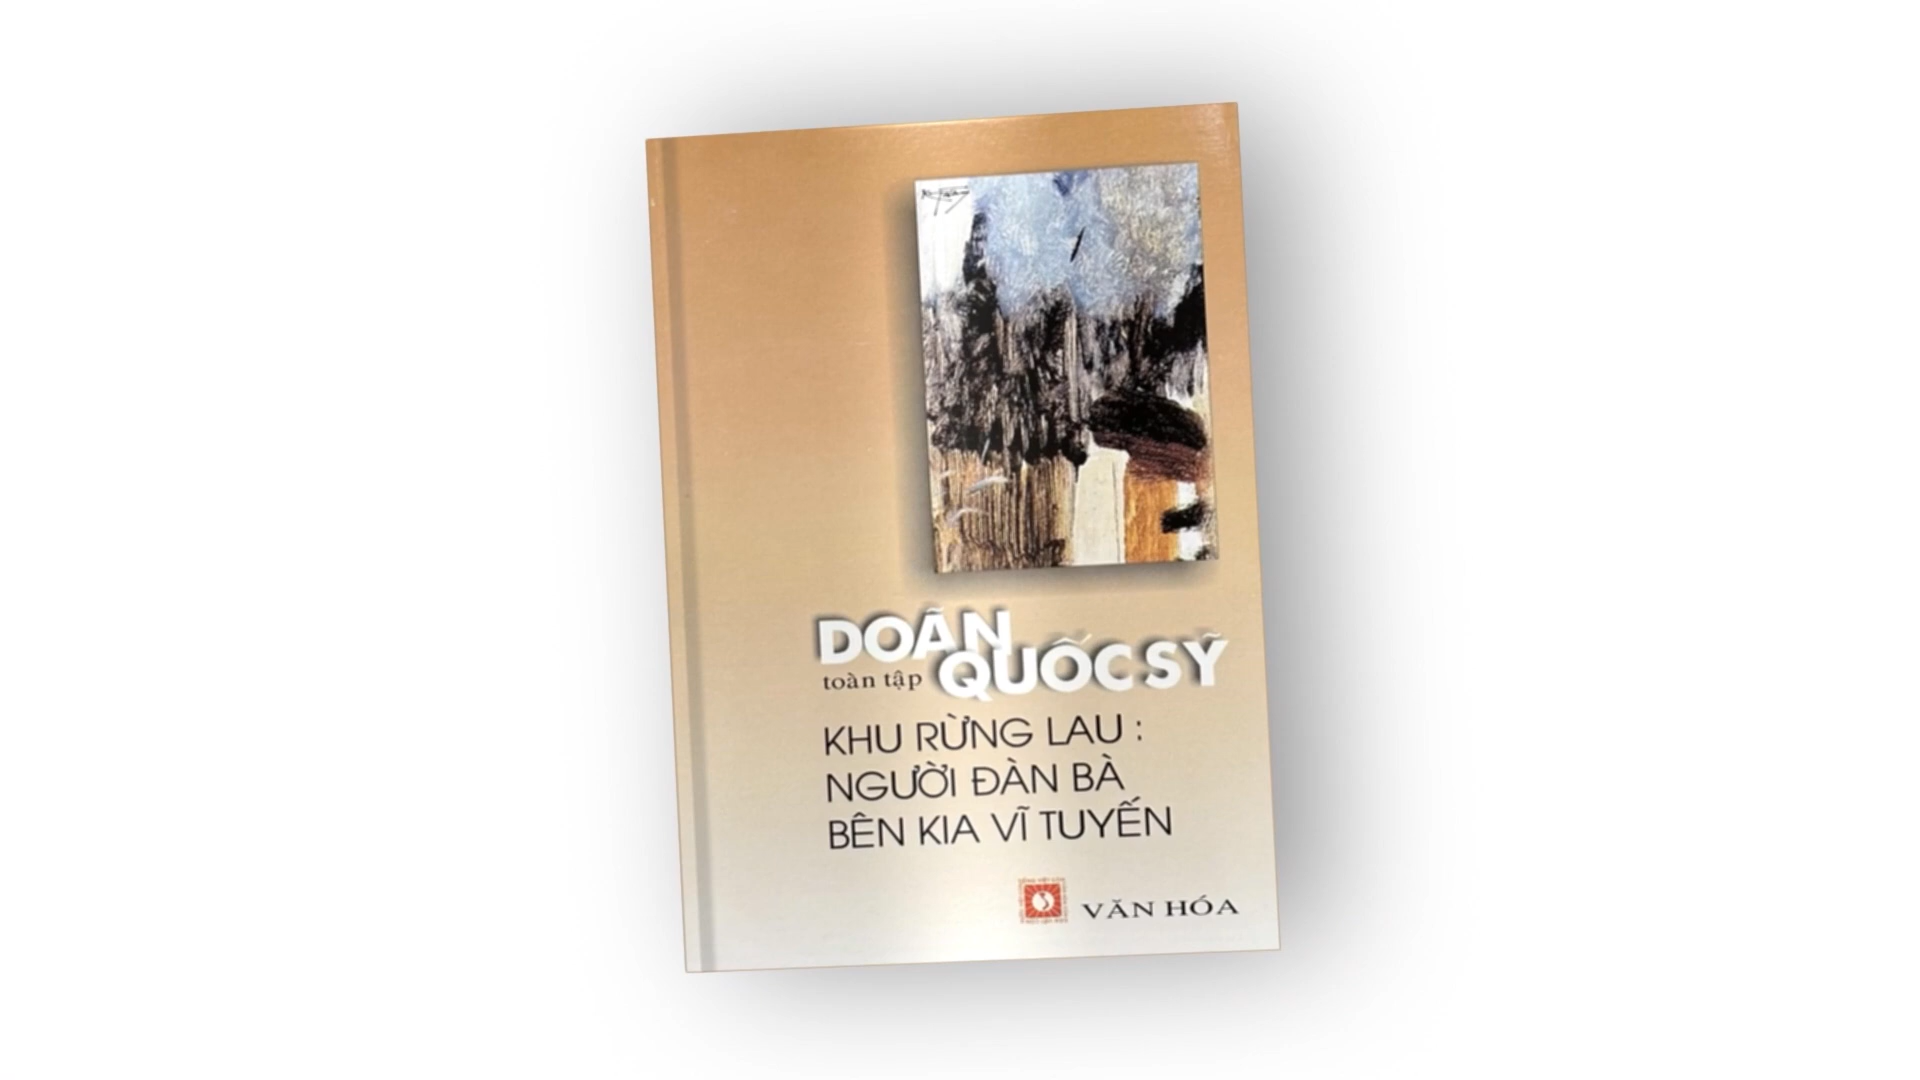 DOÃN
toàn tập QUỐC SỸ
KHU RỪNG LAU :
NGƯỜI ĐÀN BÀ
BÊN KIA VĨ TUYẾN
VĂN HÓA